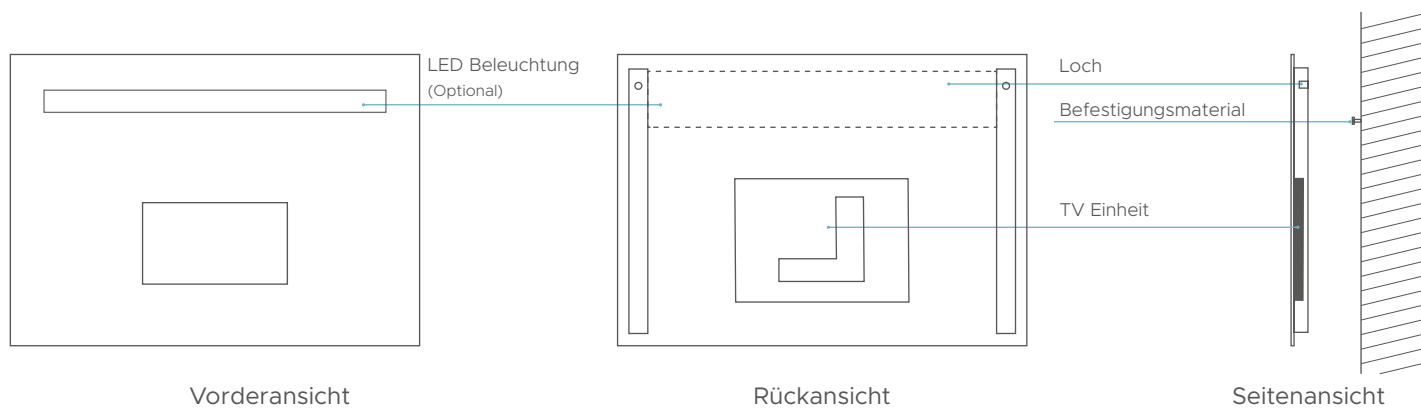 LED Beleuchtung
(Optional)
Loch
Befestigungsmaterial
TV Einheit
Vorderansicht
Rückansicht
Seitenansicht